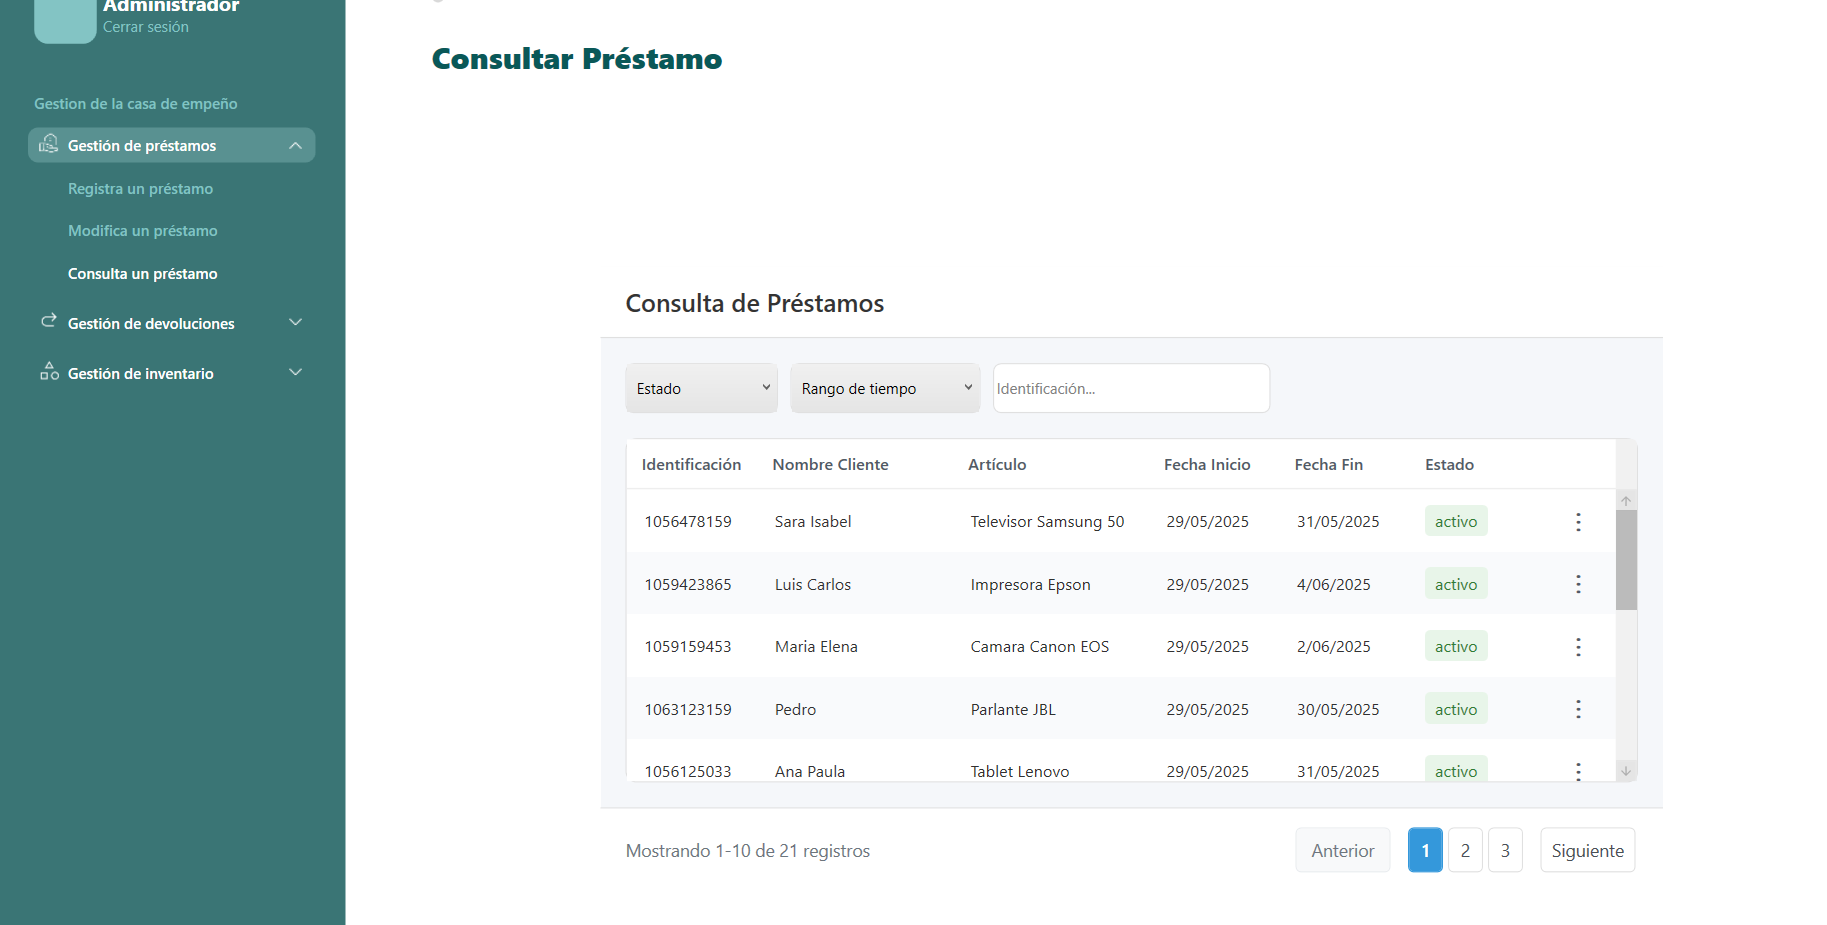 Administrador
Cerrar sesión
Gestion de la casa de empeño
Gestión de préstamos
Registra un préstamo
Modifica un préstamo
Consulta un préstamo
Gestión de devoluciones
Gestión de inventario
Consultar Préstamo
Consulta de Préstamos
Estado Rango de tiempo Identificación...
Identificación Nombre Cliente Artículo Fecha Inicio Fecha Fin Estado
1056478159 Sara Isabel Televisor Samsung 50 29/05/2025 31/05/2025 activo
1059423865 Luis Carlos Impresora Epson 29/05/2025 4/06/2025 activo
1059159453 Maria Elena Camara Canon EOS 29/05/2025 2/06/2025 activo
1063123159 Pedro Parlante JBL 29/05/2025 30/05/2025 activo
1056125033 Ana Paula Tablet Lenovo 29/05/2025 31/05/2025 activo
Mostrando 1-10 de 21 registros Anterior 1 2 3 Siguiente